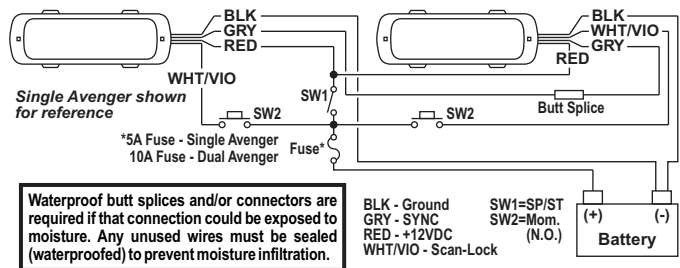 BLK
GRY
RED
WHT/VIO
Single Avenger shown
for reference
BLK
WHT/VIO
GRY
RED
SW1
Butt Splice
SW2
SW2
*5A Fuse - Single Avenger
10A Fuse - Dual Avenger
Fuse*
Waterproof butt splices and/or connectors are
required if that connection could be exposed to
moisture. Any unused wires must be sealed
(waterproofed) to prevent moisture infiltration.
BLK - Ground
GRY - SYNC
RED - +12VDC
WHT/VIO - Scan-Lock
SW1=SP/ST
SW2=Mom.
(N.O.)
(+)
(-)
Battery